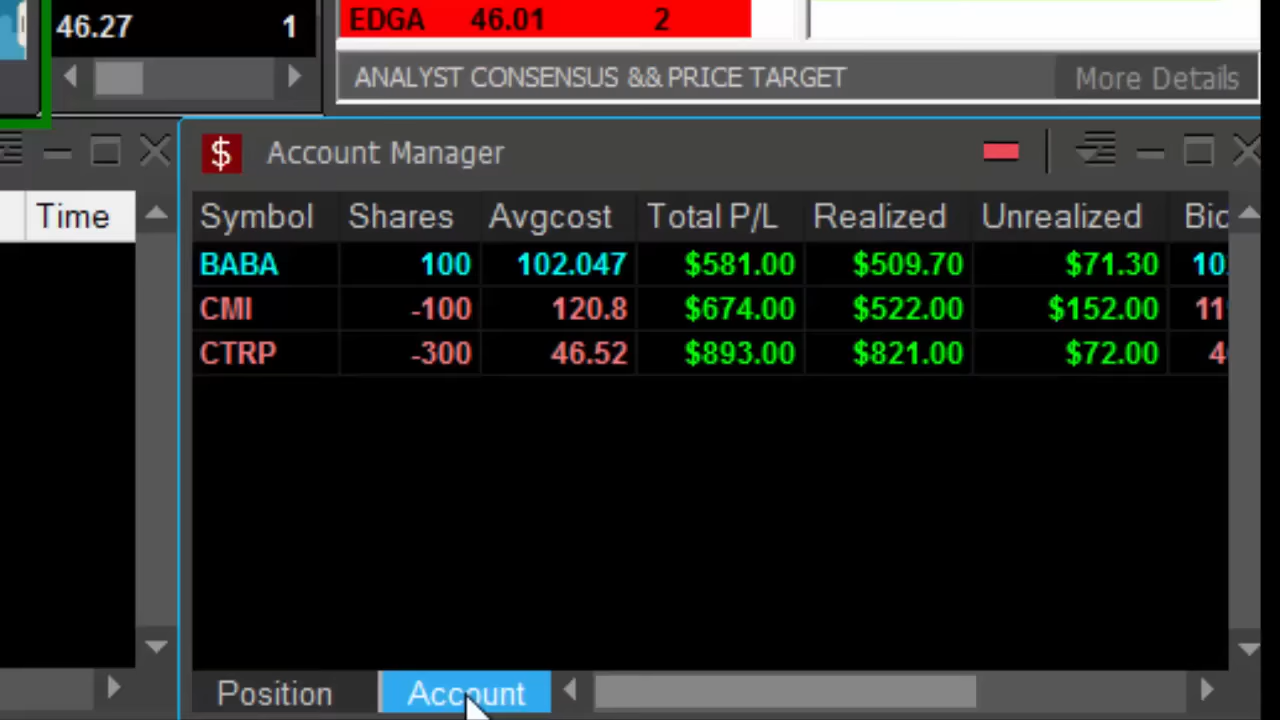 46.27 1
EDGA 46.01 2
ANALYST CONSENSUS && PRICE TARGET More Details
$ Account Manager
Time
Symbol Shares Avgcost Total P/L Realized Unrealized
BABA 100 102.047 $581.00 $509.70 $71.30
CMI -100 120.8 $674.00 $522.00 $152.00
CTRP -300 46.52 $893.00 $821.00 $72.00
Position Account